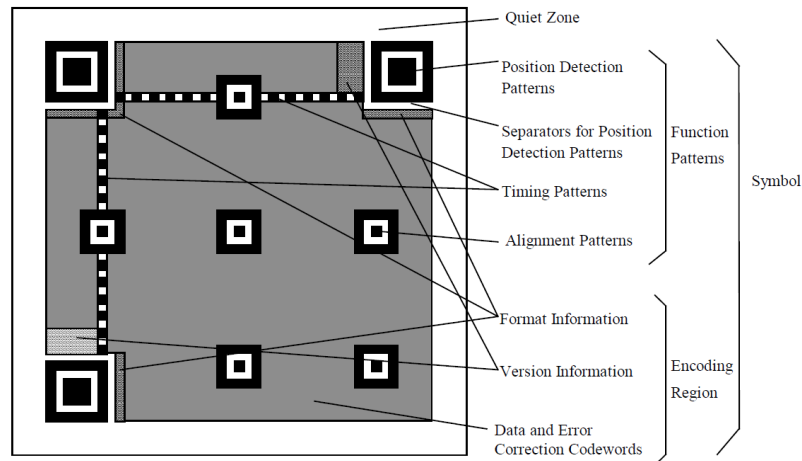 Quiet Zone
Position Detection
Patterns
Separators for Position
Detection Patterns
Function
Patterns
Symbol
Timing Patterns
Alignment Patterns
Format Information
Version Information
Encoding
Region
Data and Error
Correction Codewords